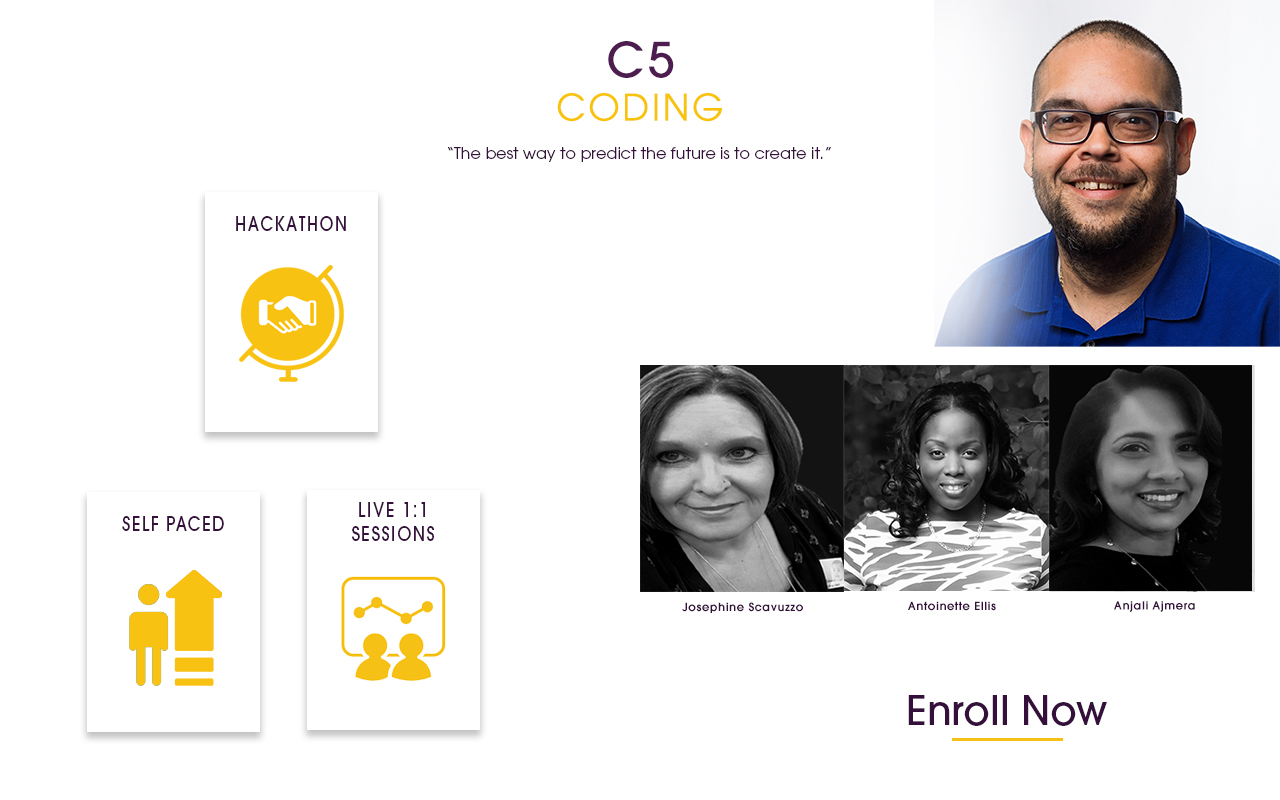 C5
CODING
“The best way to predict the future is to create it.”
HACKATHON
SELF PACED
LIVE 1:1
SESSIONS
Josephine Scavuzzo
Antoinette Ellis
Anjali Ajmera
Enroll Now